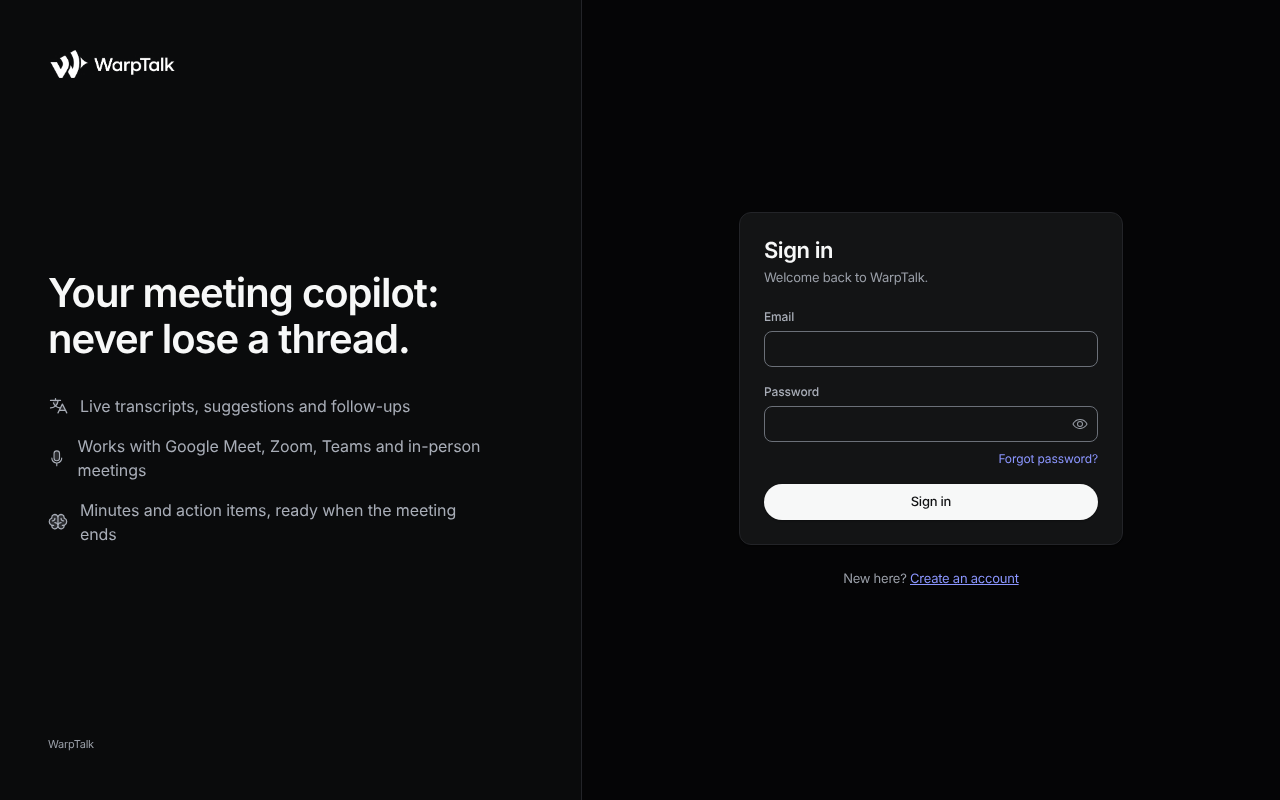 WarpTalk
Your meeting copilot:
never lose a thread.
Live transcripts, suggestions and follow-ups
Works with Google Meet, Zoom, Teams and in-person
meetings
Minutes and action items, ready when the meeting
ends
WarpTalk
Sign in
Welcome back to WarpTalk.
Email
Password
Forgot password?
Sign in
New here? Create an account